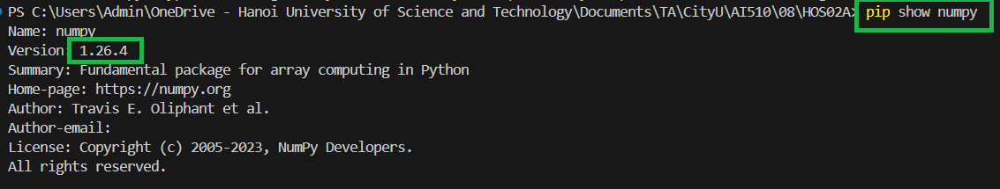 PS C:\Users\Admin\OneDrive - Hanoi University of Science and Technology\Documents\TA\CityU\AI510\08\HOS02A> pip show numpy
Name: numpy
Version: 1.26.4
Summary: Fundamental package for array computing in Python
Home-page: https://numpy.org
Author: Travis E. Oliphant et al.
Author-email:
License: Copyright (c) 2005-2023, NumPy Developers.
All rights reserved.